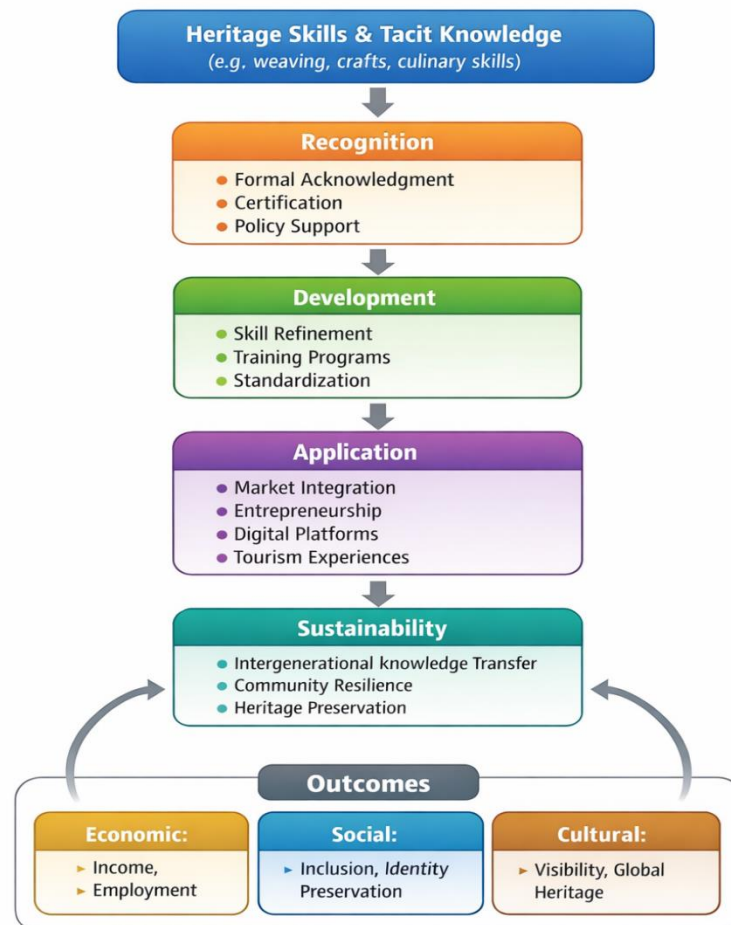 Heritage Skills & Tacit Knowledge
(e.g. weaving, crafts, culinary skills)
Recognition
Formal Acknowledgment
Certification
Policy Support
Development
Skill Refinement
Training Programs
Standardization
Application
Market Integration
Entrepreneurship
Digital Platforms
Tourism Experiences
Sustainability
Intergenerational knowledge Transfer
Community Resilience
Heritage Preservation
Outcomes
Economic:
Income,
Employment
Social:
Inclusion, Identity
Preservation
Cultural:
Visibility, Global
Heritage